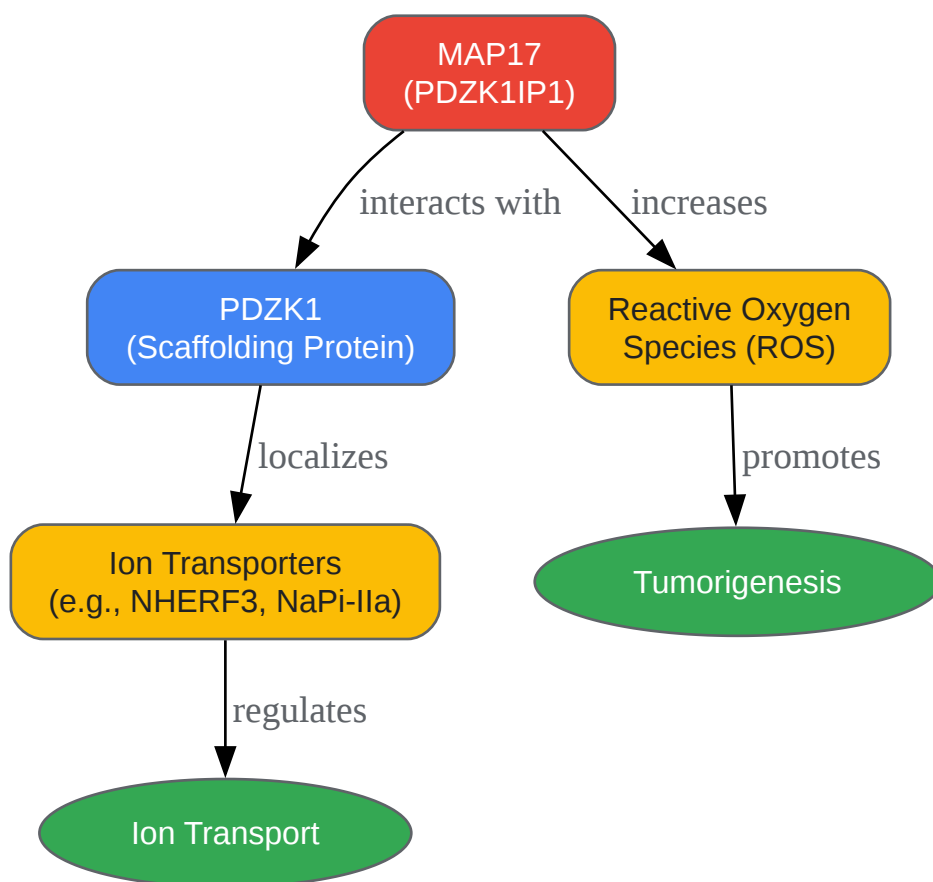 MAP17
(PDZK1IP1)
interacts with
increases
PDZK1
(Scaffolding Protein)
Reactive Oxygen
Species (ROS)
localizes
promotes
Ion Transporters
(e.g., NHERF3, NaPi-IIa)
Tumorigenesis
regulates
Ion Transport